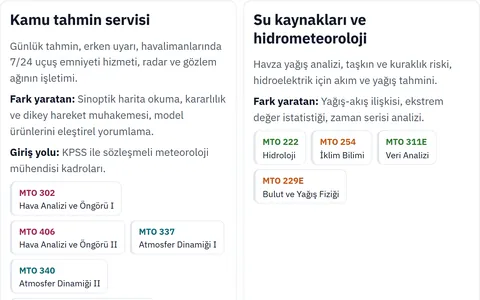 Kamu tahmin servisi
Günlük tahmin, erken uyarı, havalimanlarında
7/24 uçuş emniyeti hizmeti, radar ve gözlem
ağının işletimi.
Fark yaratan: Sinoptik harita okuma, kararlılık
ve dikey hareket muhakemesi, model
ürünlerini eleştirel yorumlama.
Giriş yolu: KPSS ile sözleşmeli meteoroloji
mühendisi kadroları.
MTO 302
Hava Analizi ve Öngörü I
MTO 406
Hava Analizi ve Öngörü II
MTO 337
Atmosfer Dinamiği I
MTO 340
Atmosfer Dinamiği II
Su kaynakları ve
hidrometeoroloji
Havza yağış analizi, taşkın ve kuraklık riski,
hidroelektrik için akım ve yağış tahmini.
Fark yaratan: Yağış-akış ilişkisi, ekstrem
değer istatistiği, zaman serisi analizi.
MTO 222
Hidroloji
MTO 254
İklim Bilimi
MTO 311E
Veri Analizi
MTO 229E
Bulut ve Yağış Fiziği